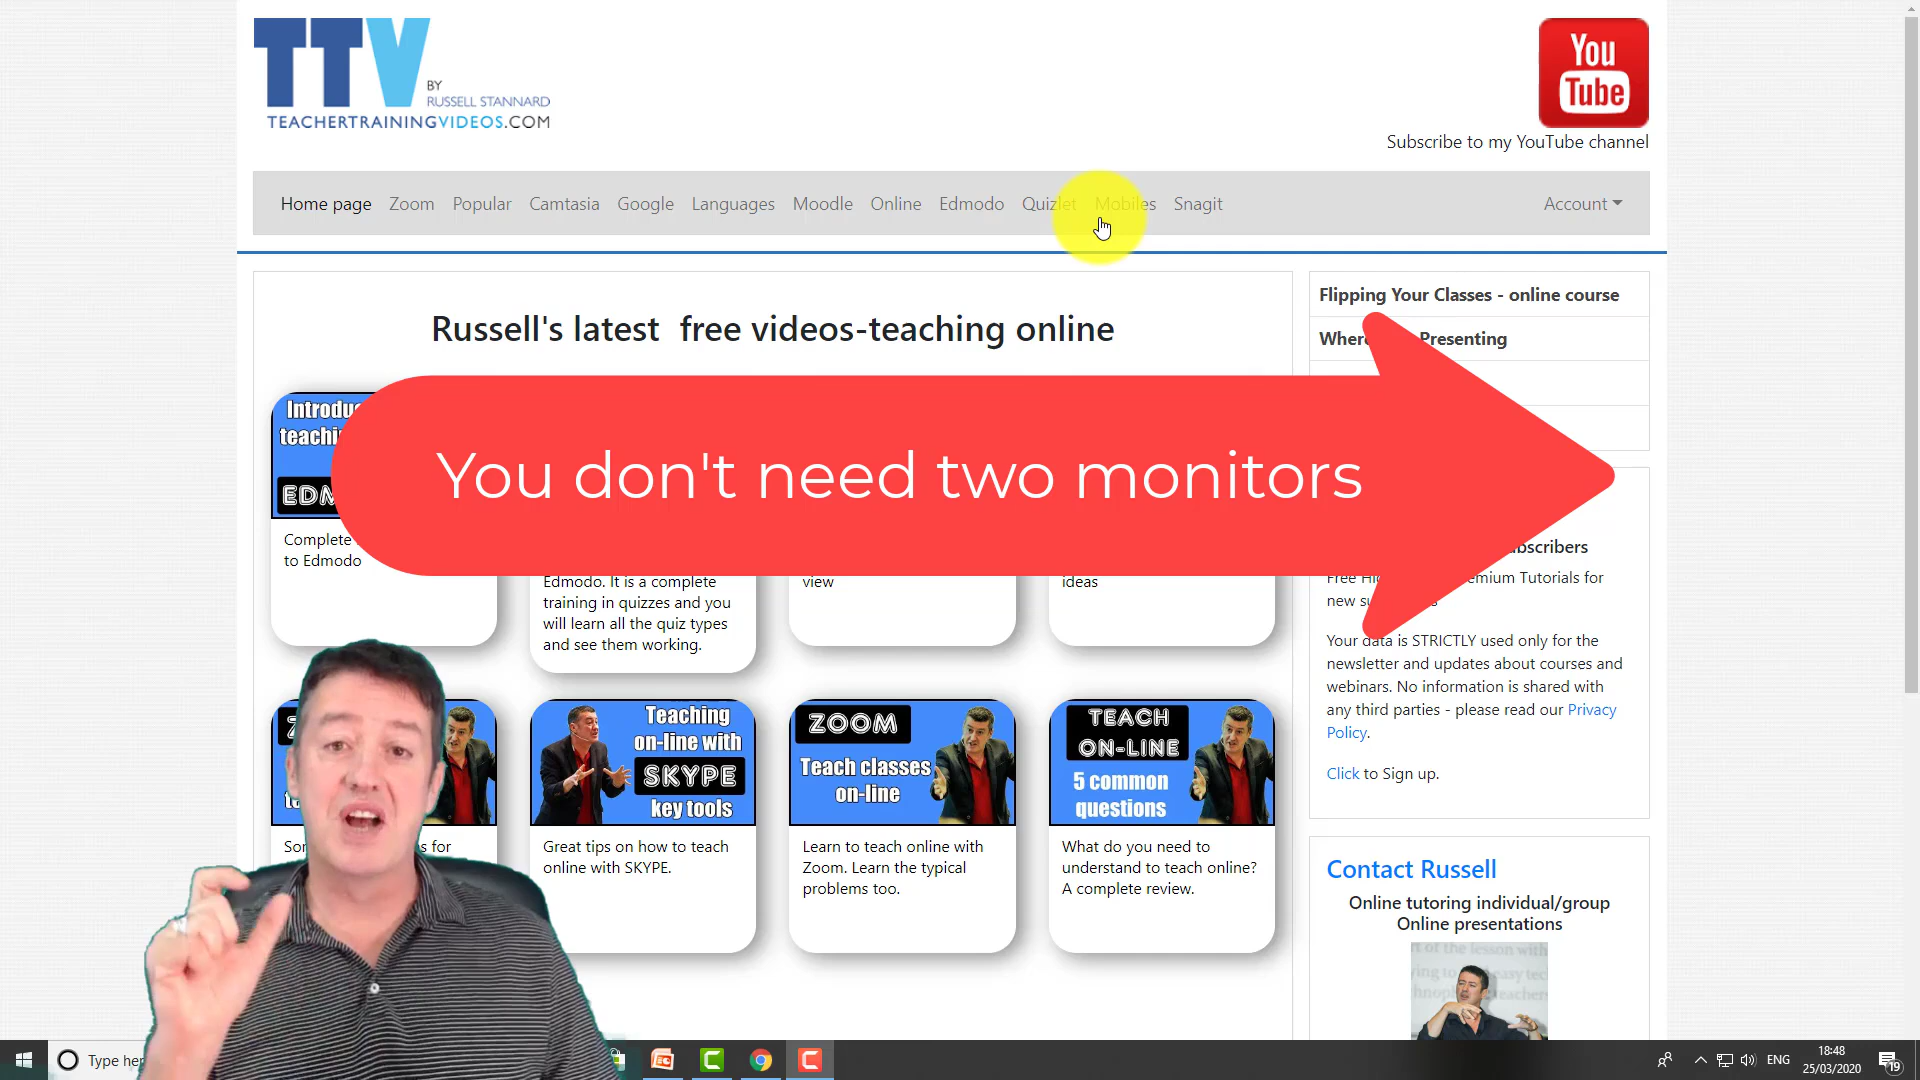 TTV
BY
RUSSELL STANNARD
TEACHERTRAININGVIDEOS.COM
You
Tube
Subscribe to my YouTube channel
Home page Zoom Popular Camtasia Google Languages Moodle Online Edmodo Quizlet Mobiles Snagit Account
Russell's latest free videos-teaching online
You don't need two monitors
Complete
to Edmodo
Edmodo. It is a complete
training in quizzes and you
will learn all the quiz types
and see them working.
view
ideas
Teaching
on-line with
SKYPE
key tools
Great tips on how to teach
online with SKYPE.
ZOOM
Teach classes
on-line
Learn to teach online with
Zoom. Learn the typical
problems too.
TEACH
ON-LINE
5 common
questions
What do you need to
understand to teach online?
A complete review.
Flipping Your Classes - online course
Presenting
Free
Tutorials for
new
Your data is STRICTLY used only for the
newsletter and updates about courses and
webinars. No information is shared with
any third parties - please read our Privacy
Policy.
Click to Sign up.
Contact Russell
Online tutoring individual/group
Online presentations
of the lesson with
Type
ENG
18:48
25/03/2020
19